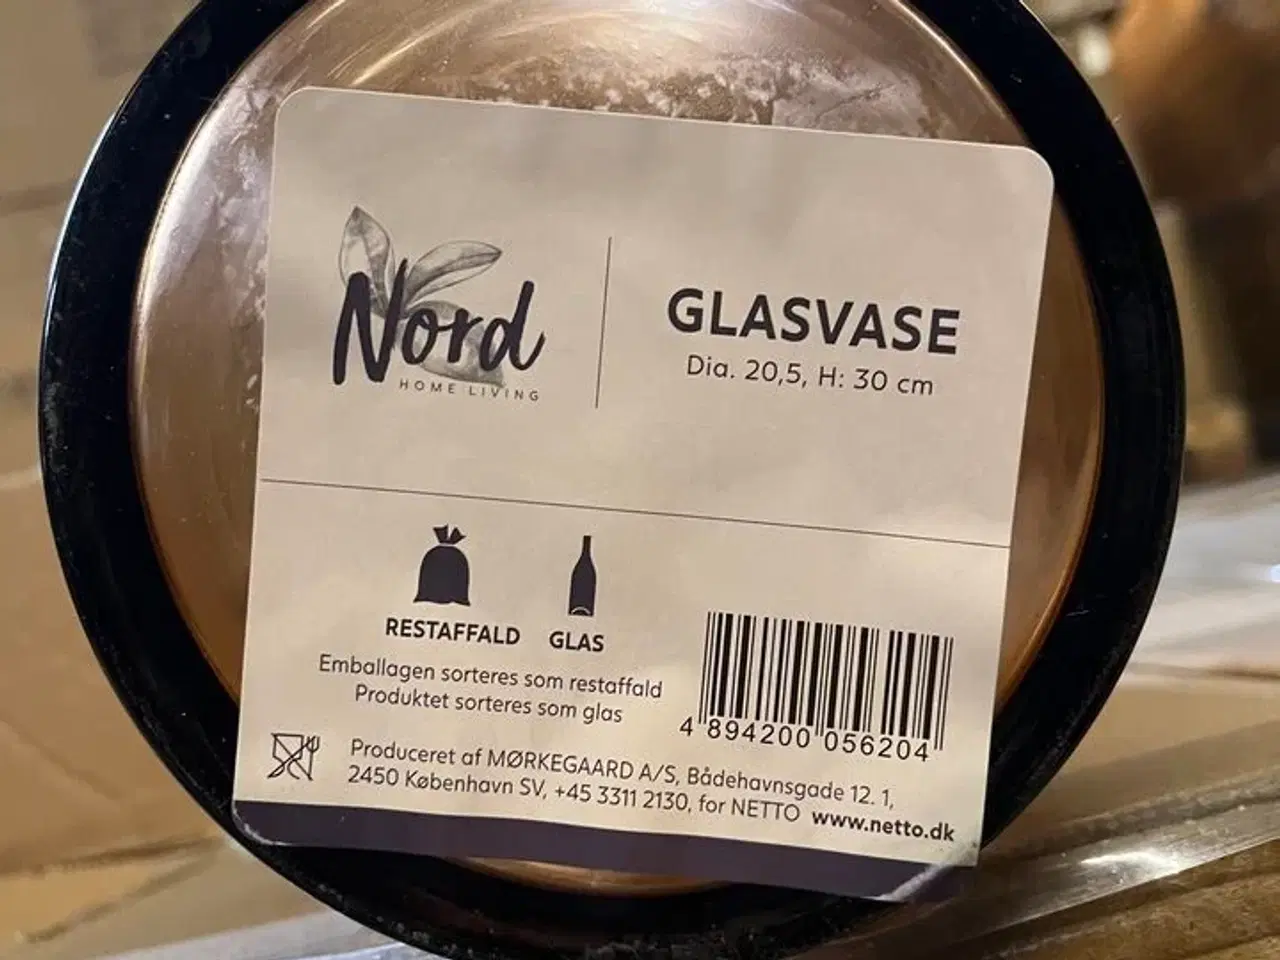 Nord
HOME LIVING
GLASVASE
Dia. 20,5, H: 30 cm
RESTAFFALD
GLAS
Emballagen sorteres som restaffald
Produktet sorteres som glas
4 894200 056204
Produceret af MØRKEGAARD A/S, Bådehavnsgade 12. 1,
2450 København SV, +45 3311 2130, for NETTO www.netto.dk